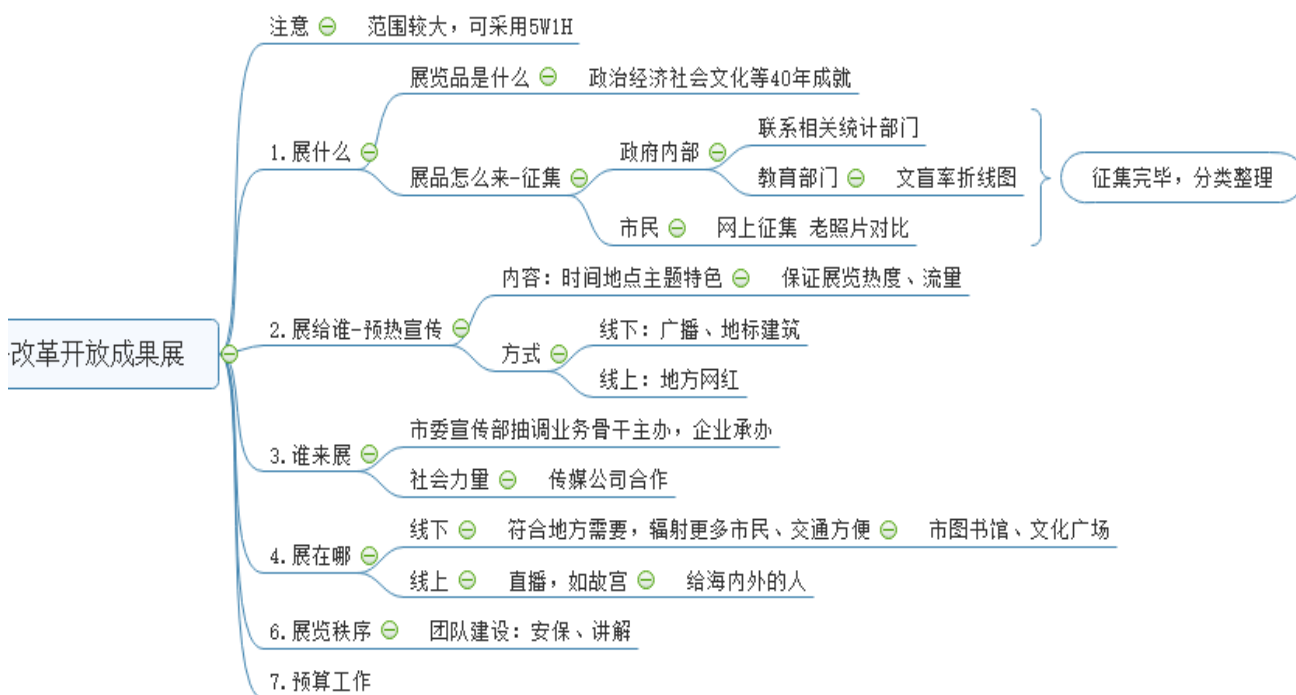 注意
范围较大，可采用5W1H
展览品是什么
政治经济社会文化等40年成就
1.展什么
展品怎么来-征集
政府内部
联系相关统计部门
教育部门
文盲率折线图
市民
网上征集 老照片对比
征集完毕，分类整理
改革开放成果展
2.展给谁-预热宣传
内容：时间地点主题特色
保证展览热度、流量
方式
线下：广播、地标建筑
线上：地方网红
3.谁来展
市委宣传部抽调业务骨干主办，企业承办
社会力量
传媒公司合作
4.展在哪
线下
符合地方需要，辐射更多市民、交通方便
市图书馆、文化广场
线上
直播，如故宫
给海内外的人
6.展览秩序
团队建设：安保、讲解
7.预算工作